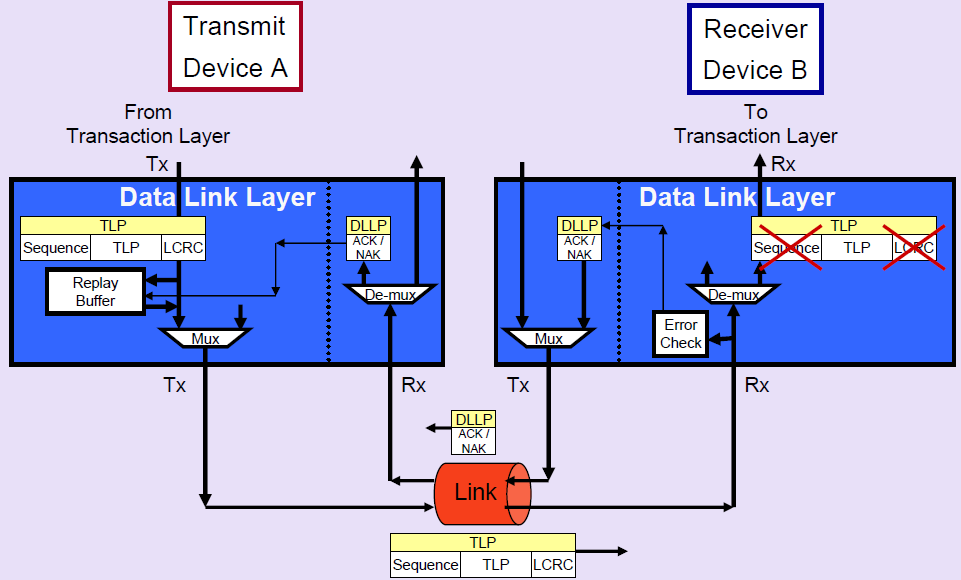 Transmit
Device A
Receiver
Device B
From
Transaction Layer
Tx
To
Transaction Layer
Rx
Data Link Layer
TLP
Sequence TLP LCRC
Replay
Buffer
Mux
DLLP
ACK /
NAK
De-mux
Data Link Layer
DLLP
ACK /
NAK
Mux
TLP
Sequence TLP LCRC
De-mux
Error
Check
Tx
Rx
Tx
Rx
DLLP
ACK /
NAK
Link
TLP
Sequence TLP LCRC